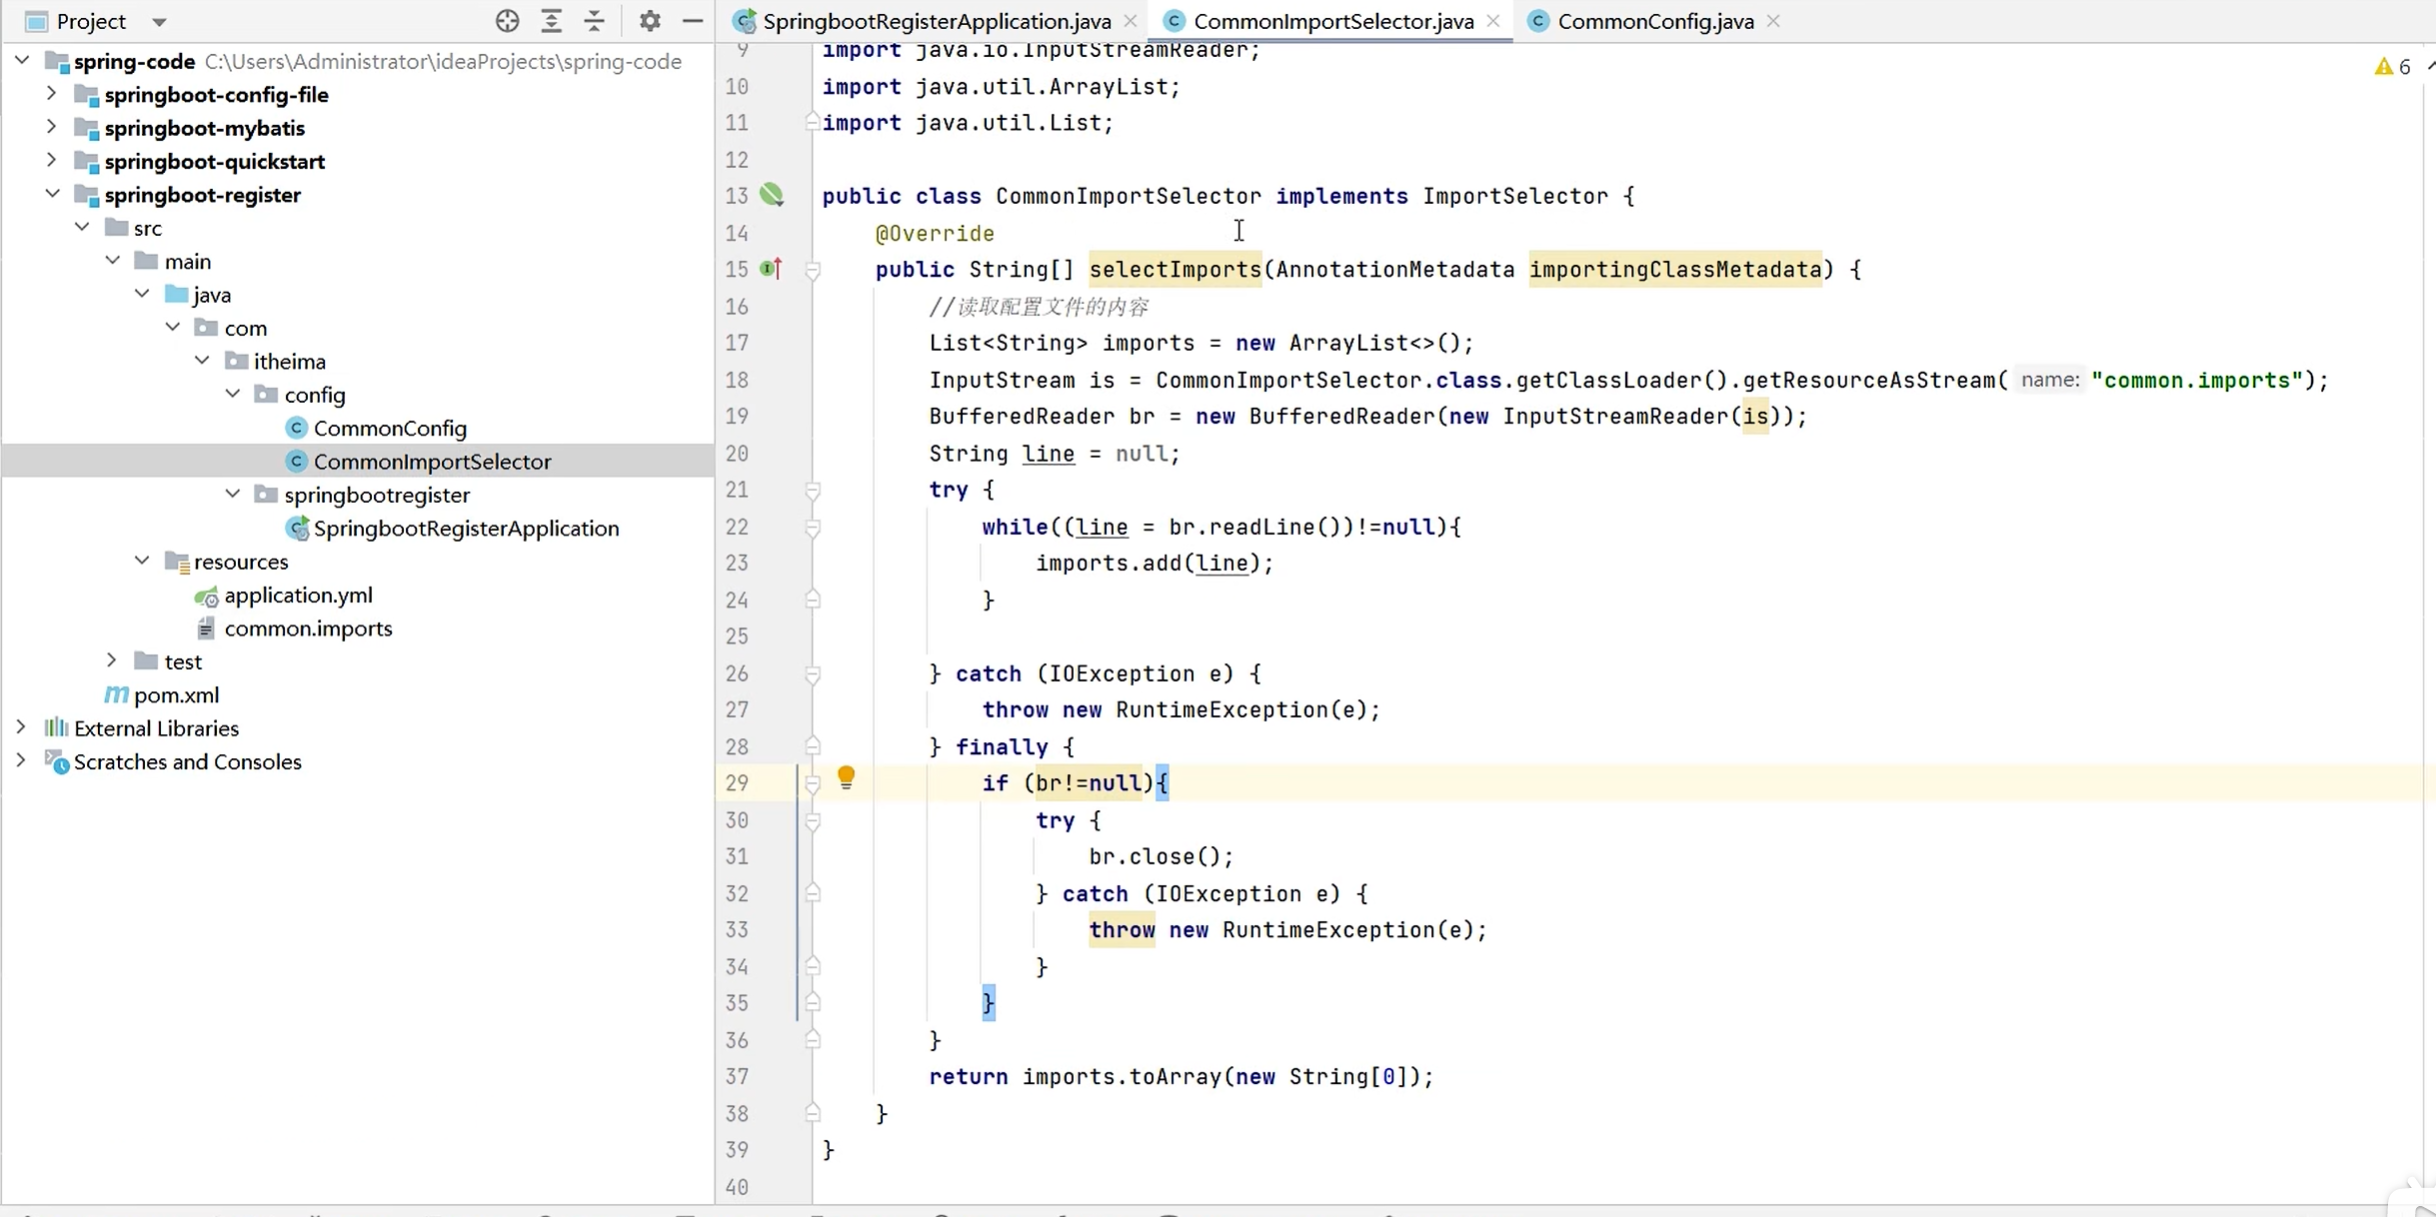 Project
spring-code C:\Users\Administrator\ideaProjects\spring-code
springboot-config-file
springboot-mybatis
springboot-quickstart
springboot-register
src
main
java
com
itheima
config
CommonConfig
CommonImportSelector
springbootregister
SpringbootRegisterApplication
resources
application.yml
common.imports
test
pom.xml
External Libraries
Scratches and Consoles
SpringbootRegisterApplication.java CommonImportSelector.java CommonConfig.java
6
9 import java.io.InputStreamReader;
10 import java.util.ArrayList;
11 import java.util.List;
12
13 public class CommonImportSelector implements ImportSelector {
14 @Override
15 public String[] selectImports(AnnotationMetadata importingClassMetadata) {
16 //读取配置文件的内容
17 List<String> imports = new ArrayList<>();
18 InputStream is = CommonImportSelector.class.getClassLoader().getResourceAsStream( name: "common.imports");
19 BufferedReader br = new BufferedReader(new InputStreamReader(is));
20 String line = null;
21 try {
22 while((line = br.readLine())!=null){
23 imports.add(line);
24 }
25
26 } catch (IOException e) {
27 throw new RuntimeException(e);
28 } finally {
29 if (br!=null){
30 try {
31 br.close();
32 } catch (IOException e) {
33 throw new RuntimeException(e);
34 }
35 }
36 }
37 return imports.toArray(new String[0]);
38 }
39 }
40